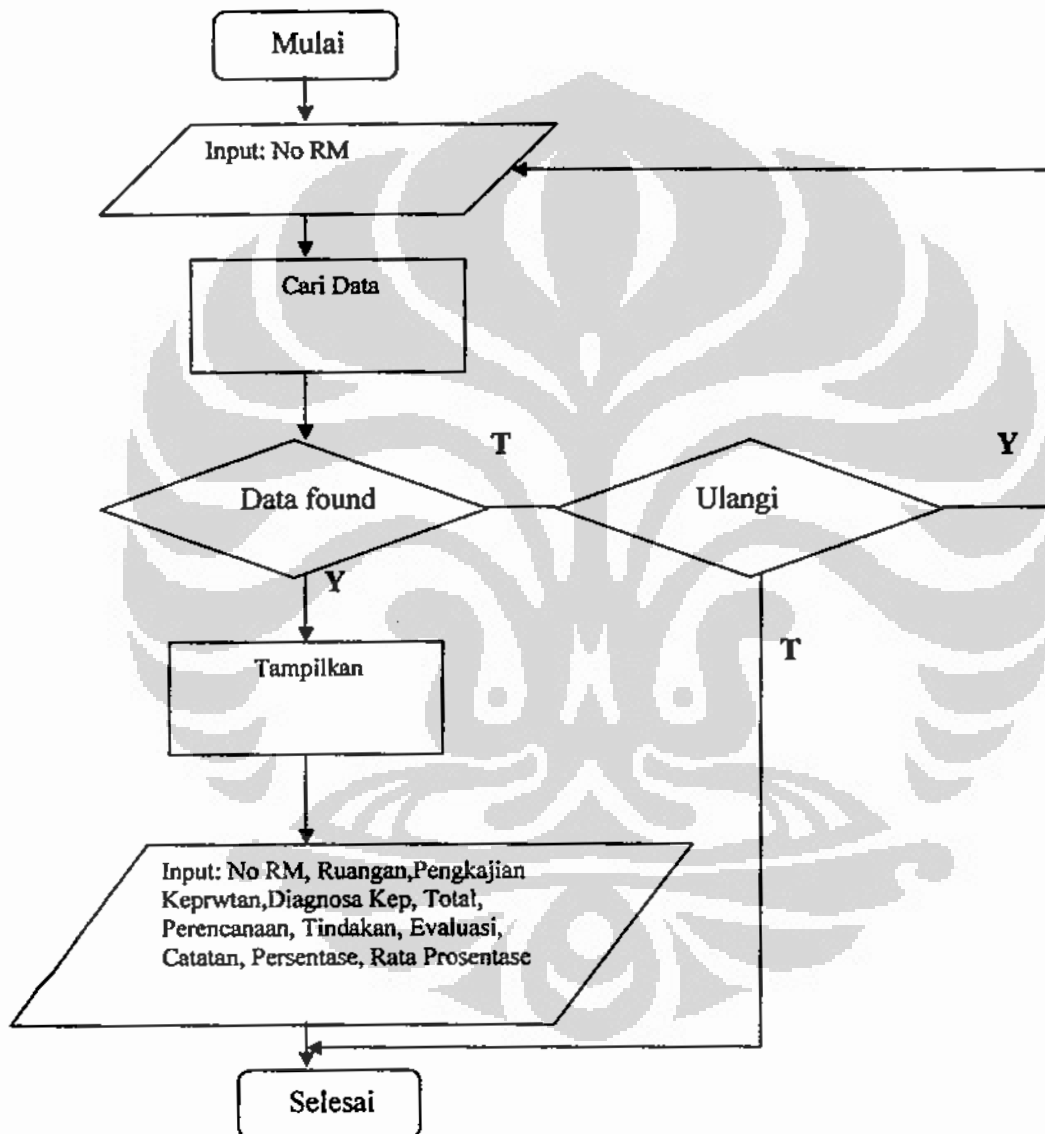 Mulai
Input: No RM
Cari Data
Data found
T
Ulangi
Y
Y
T
Tampilkan
Input: No RM, Ruangan,Pengkajian
Keprwtan,Diagnosa Kep, Total,
Perencanaan, Tindakan, Evaluasi,
Catatan, Persentase, Rata Prosentase
Selesai